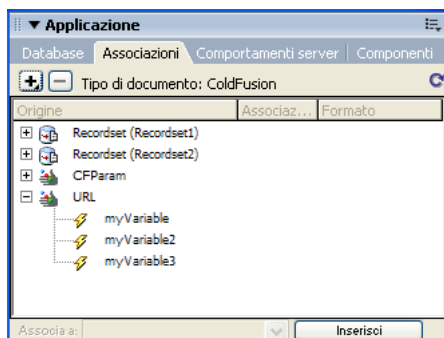 Applicazione
Database Associazioni Comportamenti server Componenti
Tipo di documento: ColdFusion
Origine Associaz... Formato
Recordset (Recordset1)
Recordset (Recordset2)
CFParam
URL
myVariable
myVariable2
myVariable3
Associa a: Inserisci